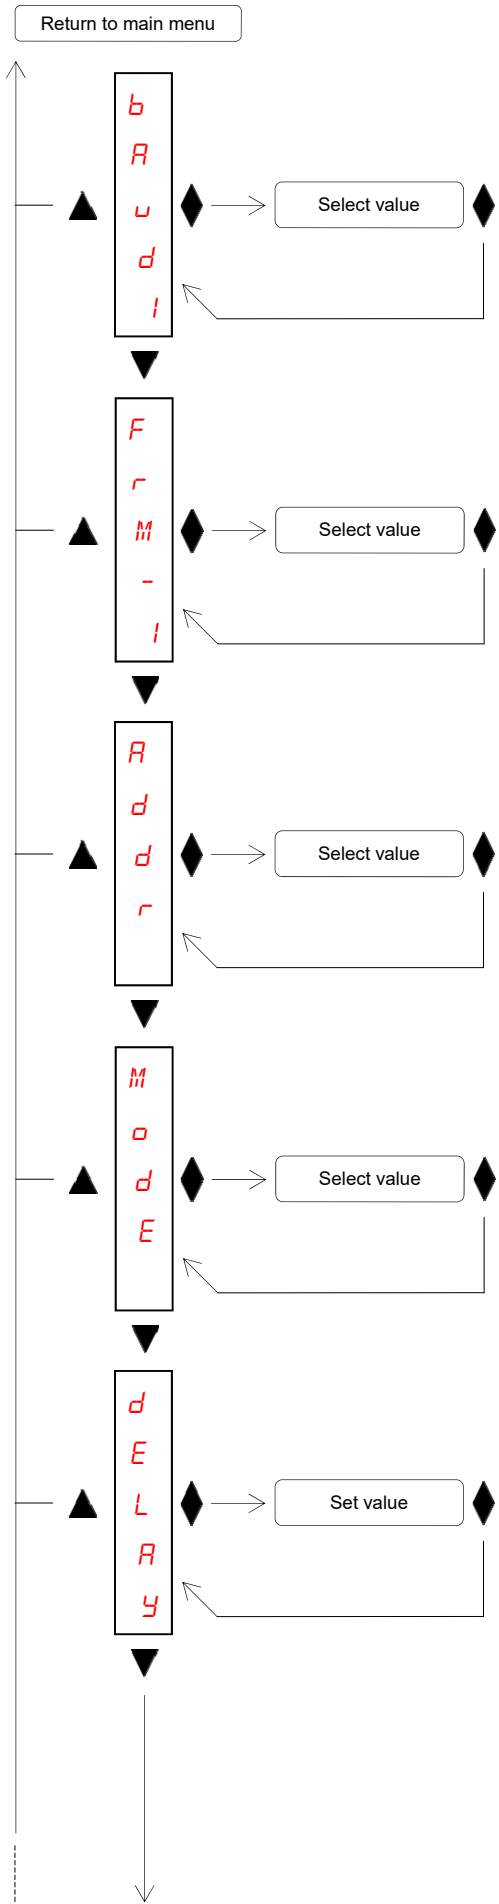 Return to main menu
bAud1
Select value
FrM-1
Select value
Addr
Select value
ModE
Select value
dELAY
Set value